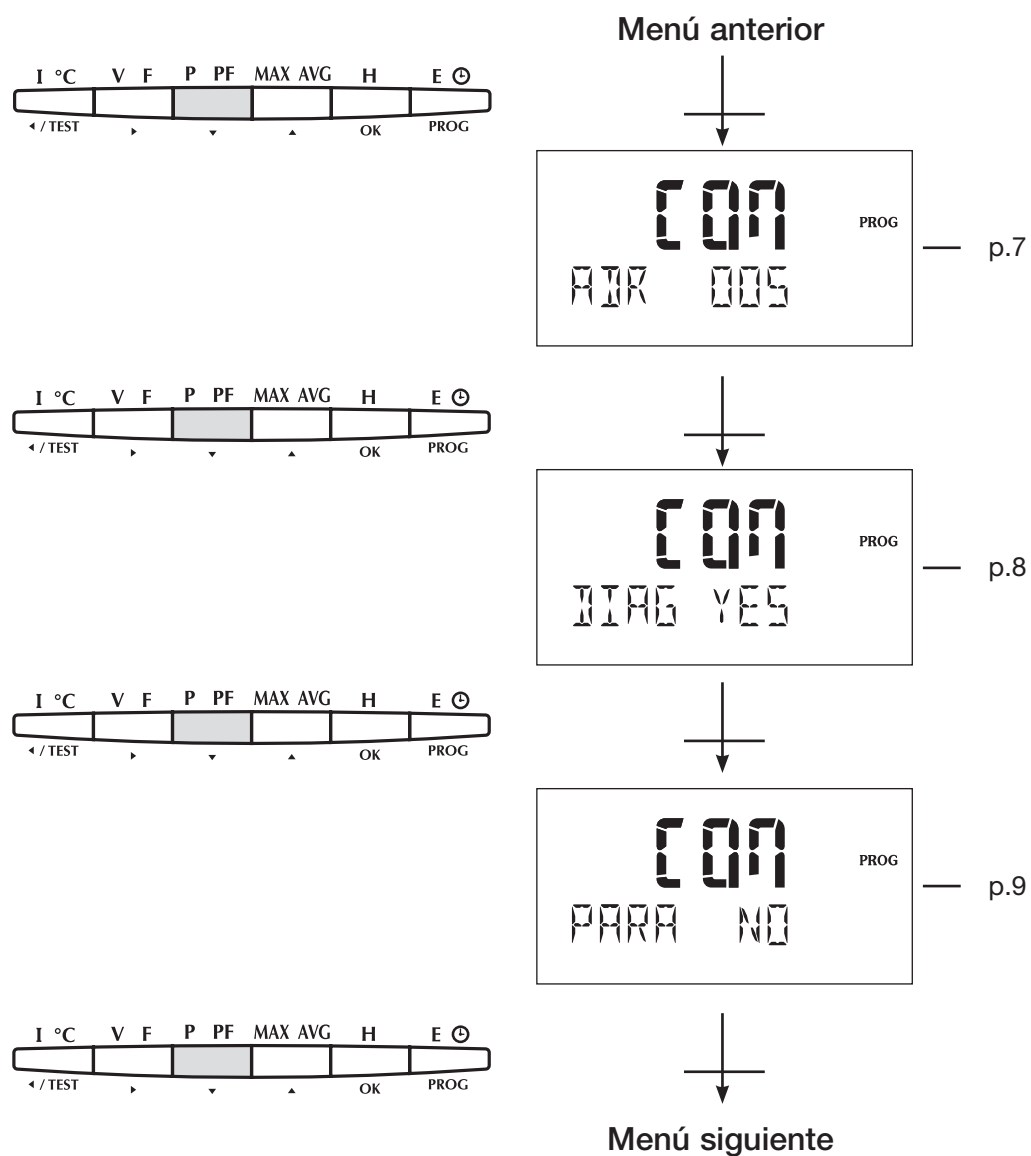 Menú anterior
I °C V F P PF MAX AVG H E
/ TEST OK PROG
COM
PROG
ADR 005
p.7
I °C V F P PF MAX AVG H E
/ TEST OK PROG
COM
PROG
DIAG YES
p.8
I °C V F P PF MAX AVG H E
/ TEST OK PROG
COM
PROG
PARA NO
p.9
I °C V F P PF MAX AVG H E
/ TEST OK PROG
Menú siguiente